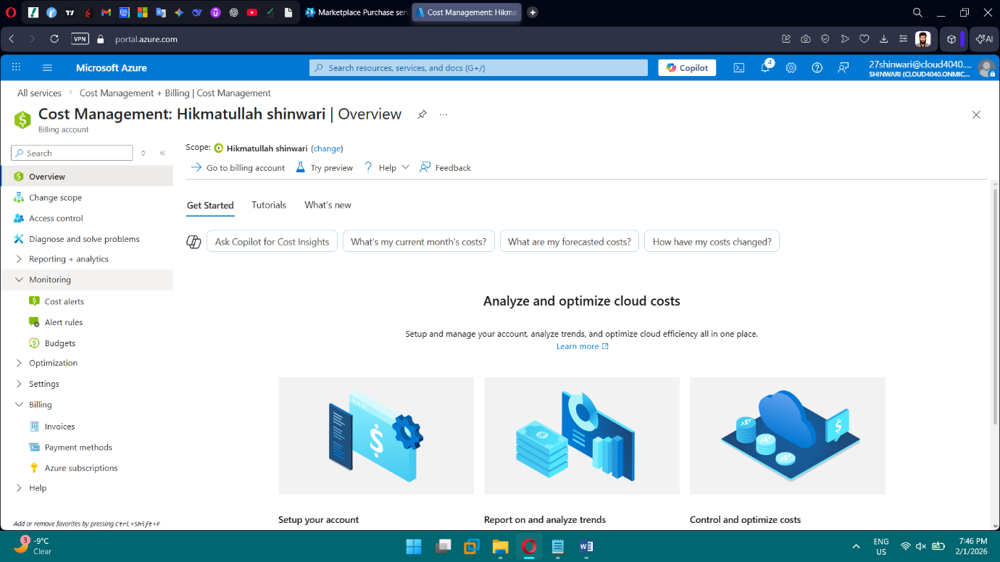 Marketplace Purchase serv
Cost Management: Hikma
VPN
portal.azure.com
AI
Microsoft Azure
Search resources, services, and docs (G+/)
Copilot
4
27shinwari@cloud4040....
SHINWARI (CLOUD4040.ONMIC...
All services
Cost Management + Billing | Cost Management
Cost Management: Hikmatullah shinwari | Overview
...
Billing account
Search
Overview
Change scope
Access control
Diagnose and solve problems
Reporting + analytics
Monitoring
Cost alerts
Alert rules
Budgets
Optimization
Settings
Billing
Invoices
Payment methods
Azure subscriptions
Help
Add or remove favorites by pressing Ctrl+Shift+F
Scope: Hikmatullah shinwari (change)
Go to billing account
Try preview
Help
Feedback
Get Started
Tutorials
What's new
Ask Copilot for Cost Insights
What's my current month's costs?
What are my forecasted costs?
How have my costs changed?
Analyze and optimize cloud costs
Setup and manage your account, analyze trends, and optimize cloud efficiency all in one place.
Learn more
Setup your account
Report on and analyze trends
Control and optimize costs
3
-9°C
Clear
ENG
US
7:46 PM
2/1/2026